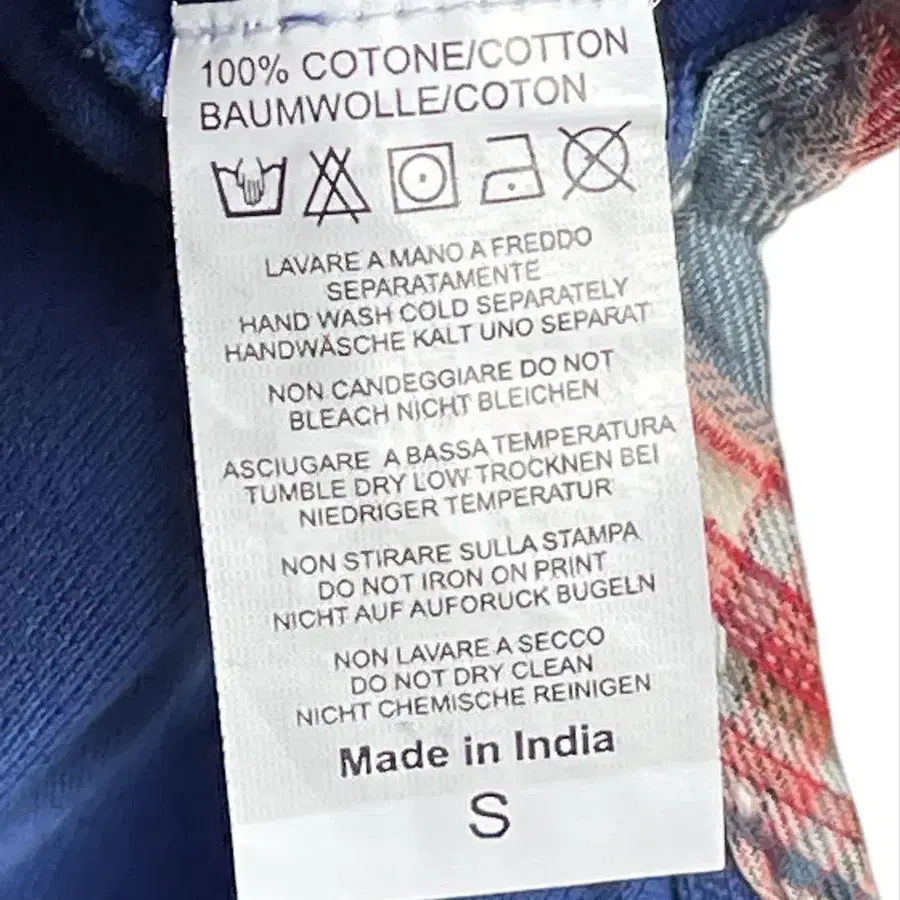 100% COTONE/COTTON
BAUMWOLLE/COTON
LAVARE A MANO A FREDDO
SEPARATAMENTE
HAND WASH COLD SEPARATELY
HANDWÄSCHE KALT UNO SEPARAT
NON CANDEGGIARE DO NOT
BLEACH NICHT BLEICHEN
ASCIUGARE A BASSA TEMPERATURA
TUMBLE DRY LOW TROCKNEN BEI
NIEDRIGER TEMPERATUR
NON STIRARE SULLA STAMPA
DO NOT IRON ON PRINT
NICHT AUF AUFORUCK BUGELN
NON LAVARE A SECCO
DO NOT DRY CLEAN
NICHT CHEMISCHE REINIGEN
Made in India
S